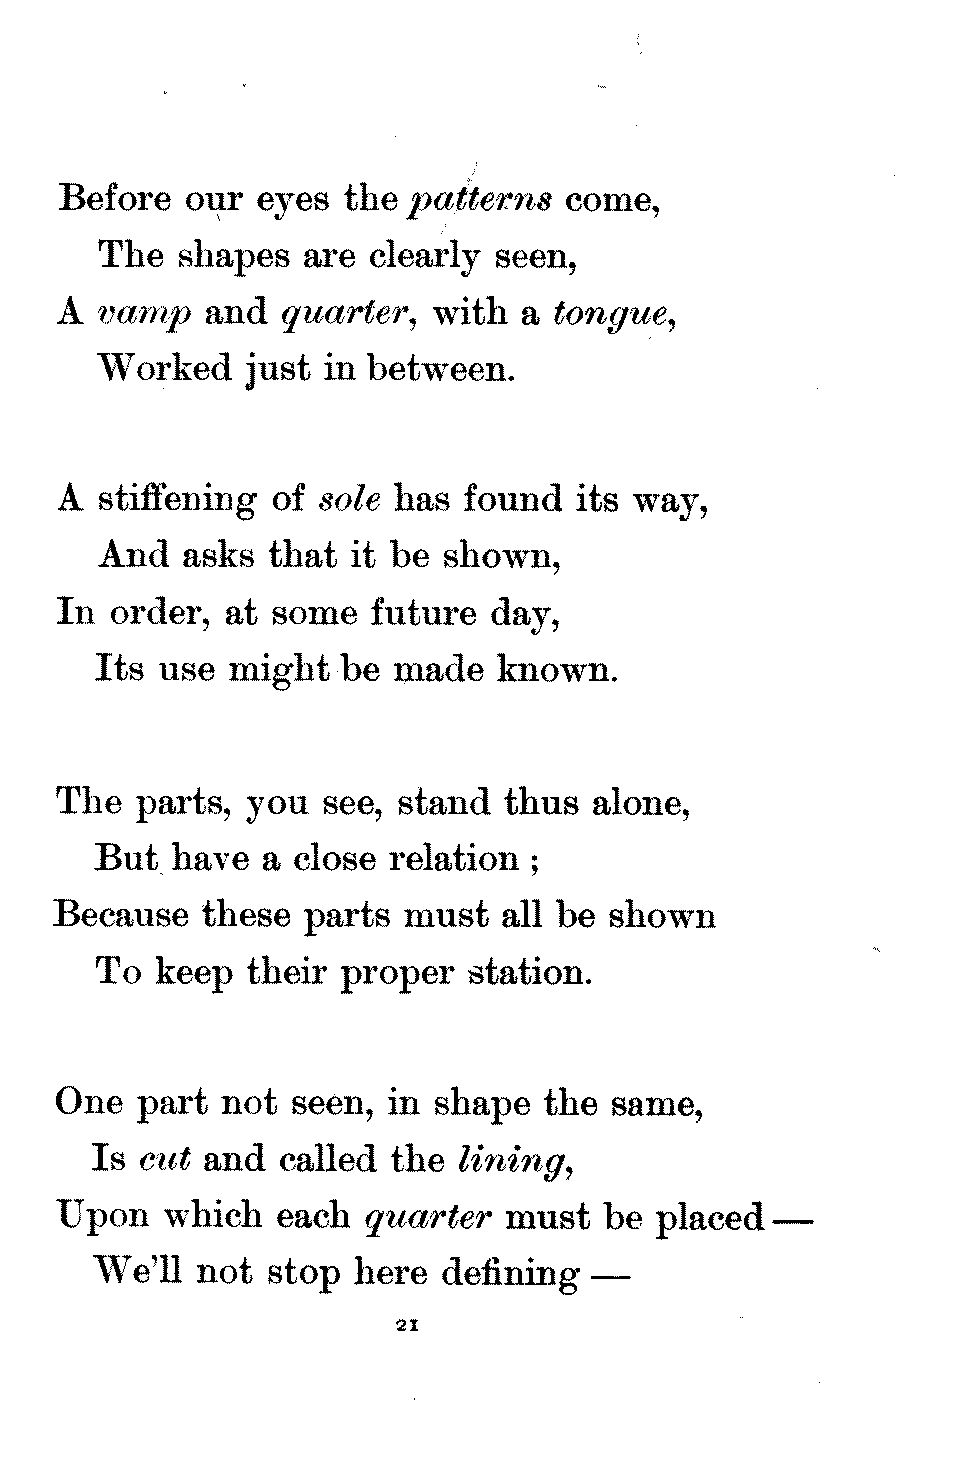 Before our eyes the patterns come,
The shapes are clearly seen,
A vamp and quarter, with a tongue,
Worked just in between.
A stiffening of sole has found its way,
And asks that it be shown,
In order, at some future day,
Its use might be made known.
The parts, you see, stand thus alone,
But have a close relation ;
Because these parts must all be shown
To keep their proper station.
One part not seen, in shape the same,
Is cut and called the lining,
Upon which each quarter must be placed —
We'll not stop here defining —
21